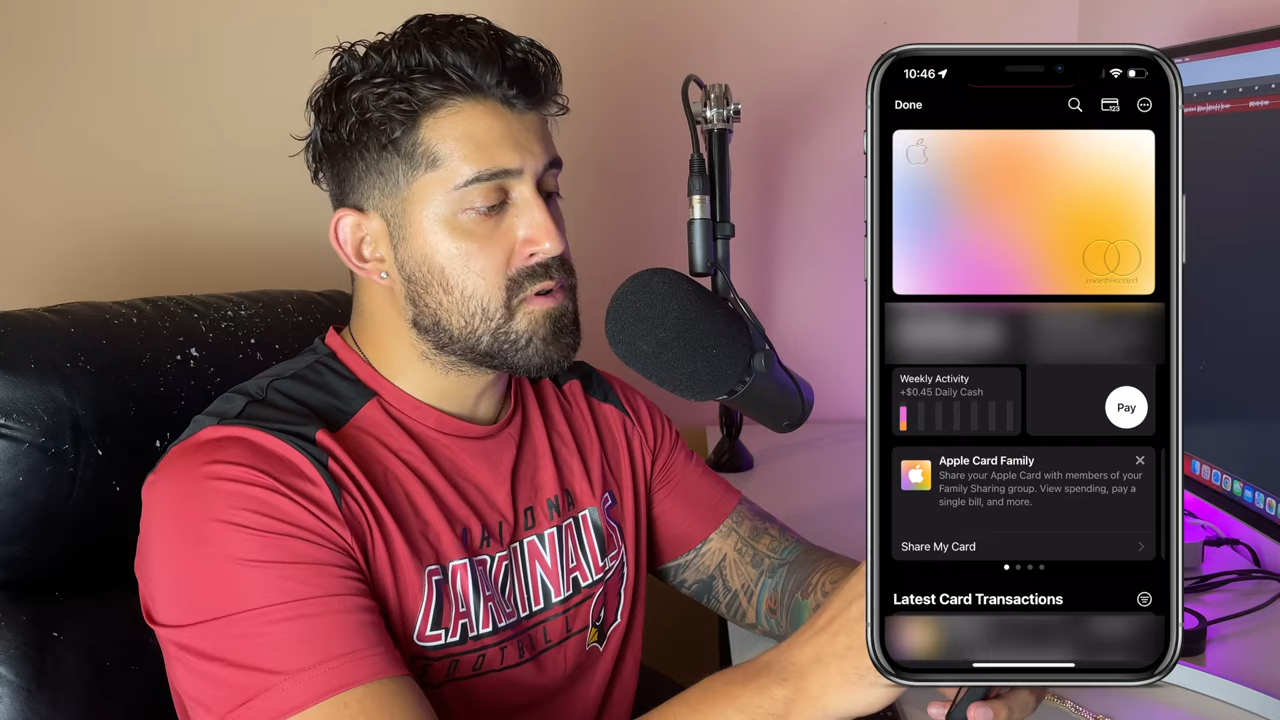 10:46
Done
123
mastercard
Weekly Activity
+$0.45 Daily Cash
Pay
Apple Card Family
Share your Apple Card with members of your
Family Sharing group. View spending, pay a
single bill, and more.
Share My Card
Latest Card Transactions
CARDINALS
FOOTBALL